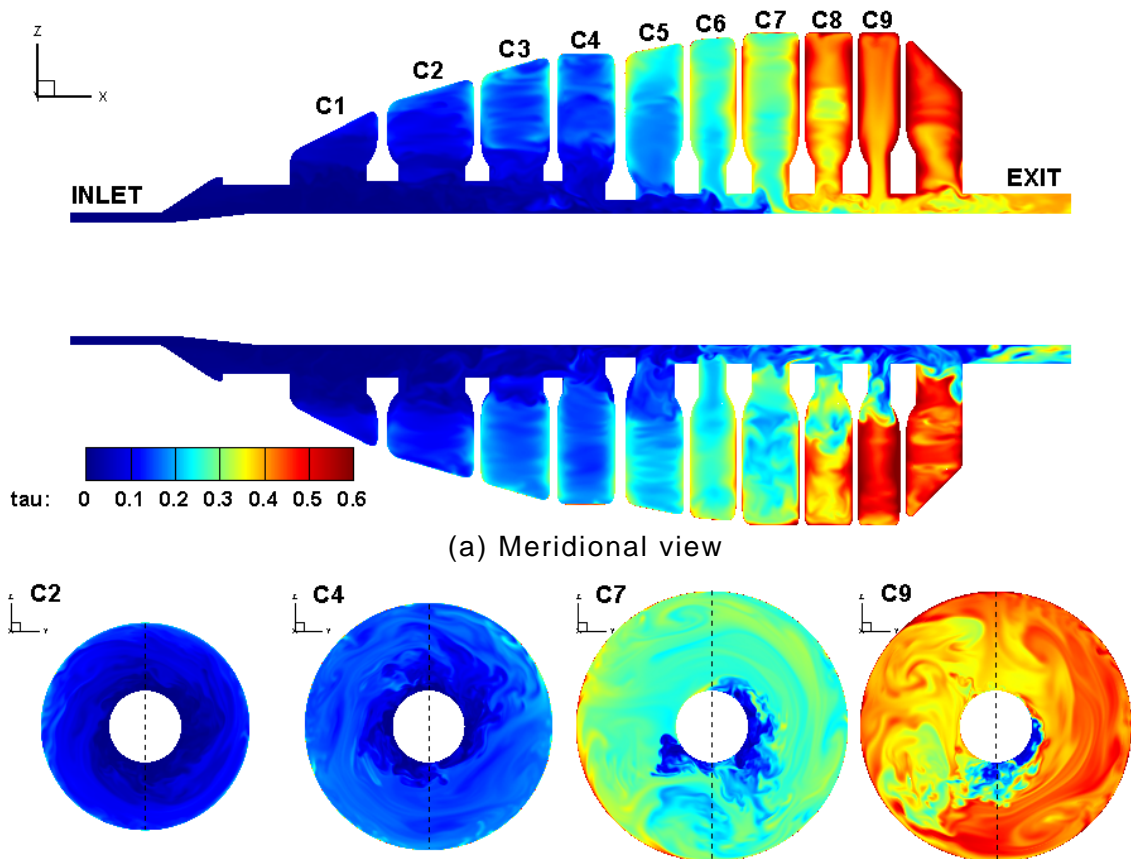 C1 C2 C3 C4 C5 C6 C7 C8 C9
Z
X
INLET
EXIT
tau: 0 0.1 0.2 0.3 0.4 0.5 0.6
(a) Meridional view
C2 C4 C7 C9